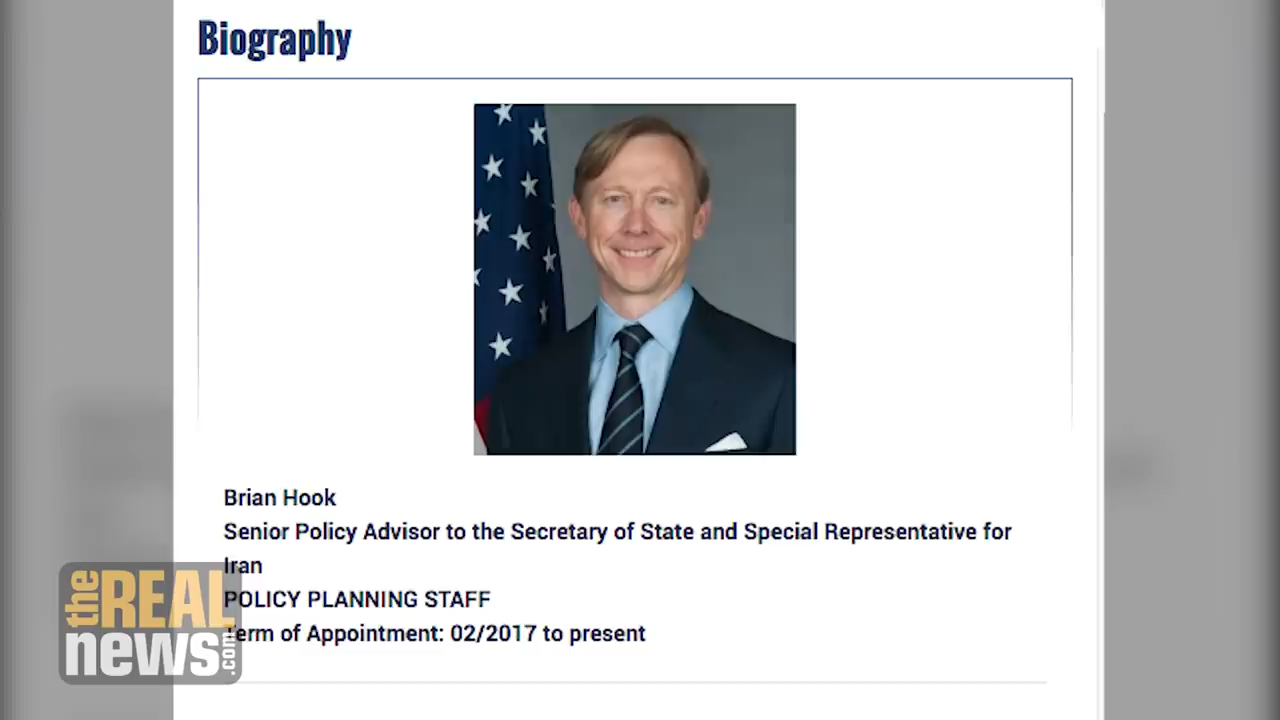 Biography
Brian Hook
Senior Policy Advisor to the Secretary of State and Special Representative for
Iran
POLICY PLANNING STAFF
Term of Appointment: 02/2017 to present
the REAL
news.com